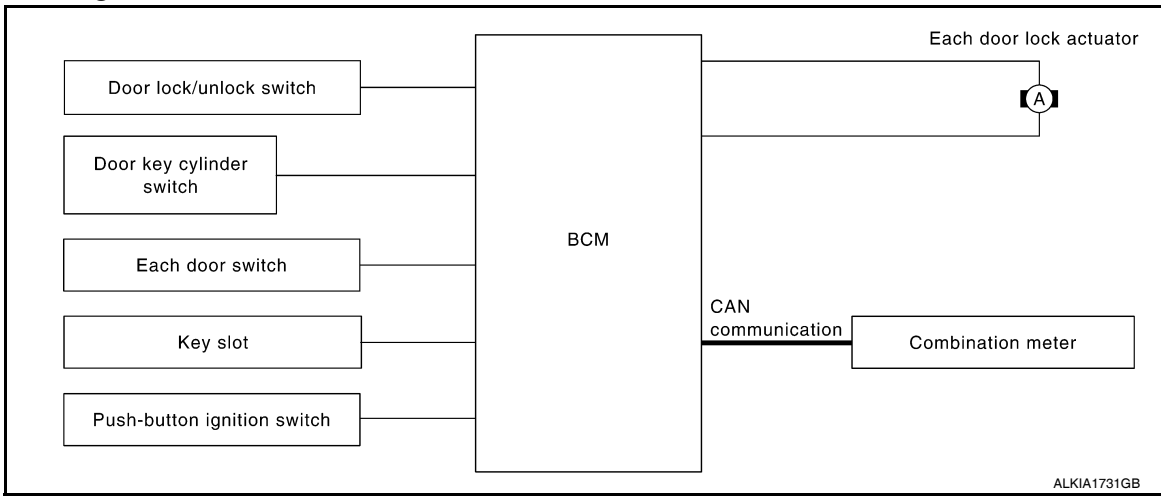 Each door lock actuator
Door lock/unlock switch
A
Door key cylinder
switch
BCM
Each door switch
CAN
communication
Key slot
Combination meter
Push-button ignition switch
ALKIA1731GB